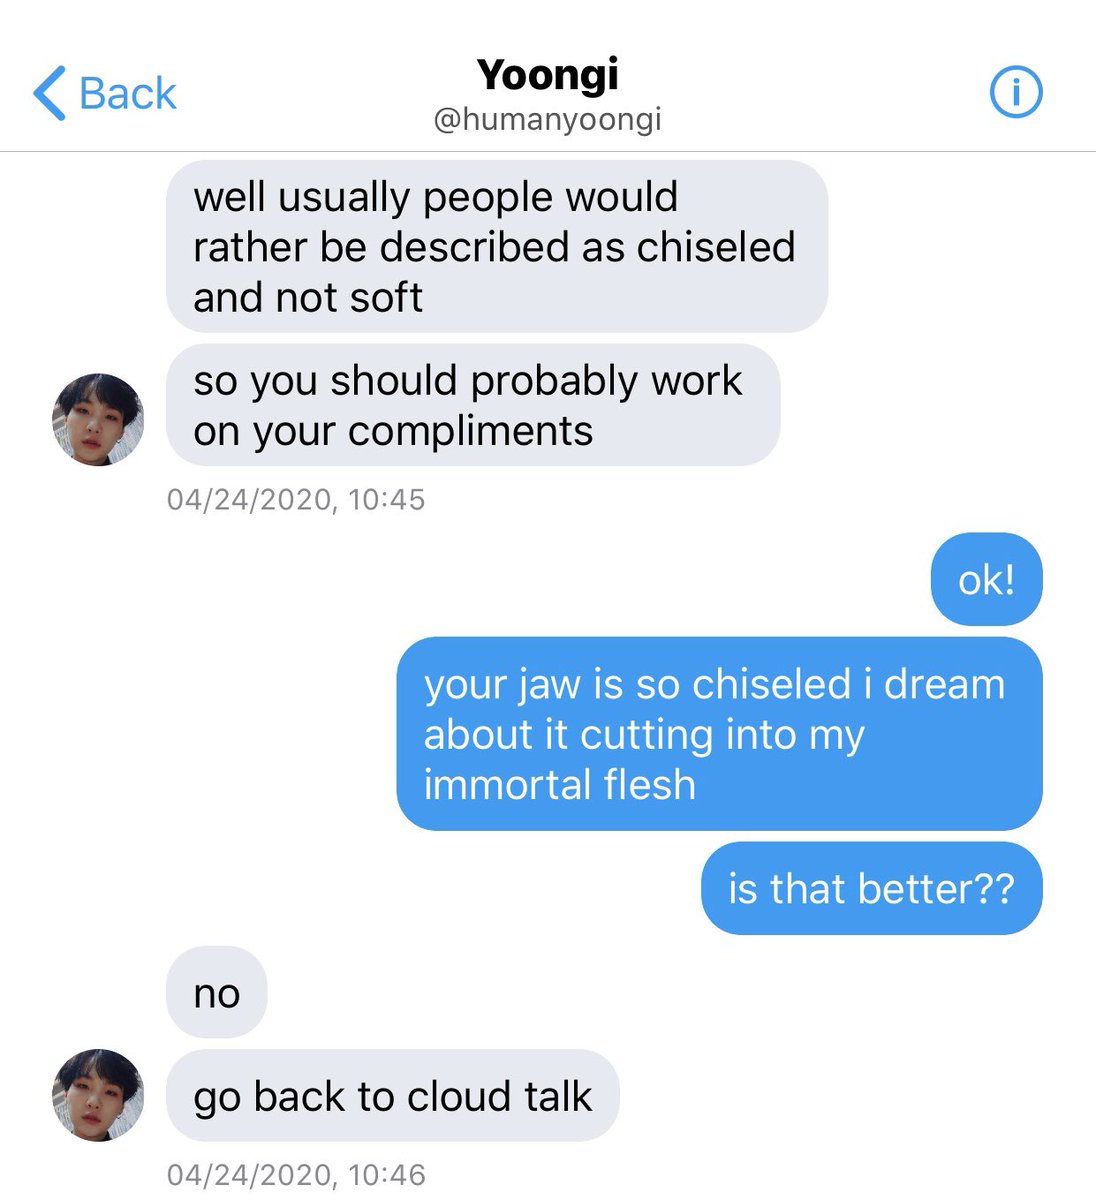 Back
Yoongi
@humanyoongi
well usually people would
rather be described as chiseled
and not soft
so you should probably work
on your compliments
04/24/2020, 10:45
ok!
your jaw is so chiseled i dream
about it cutting into my
immortal flesh
is that better??
no
go back to cloud talk
04/24/2020, 10:46